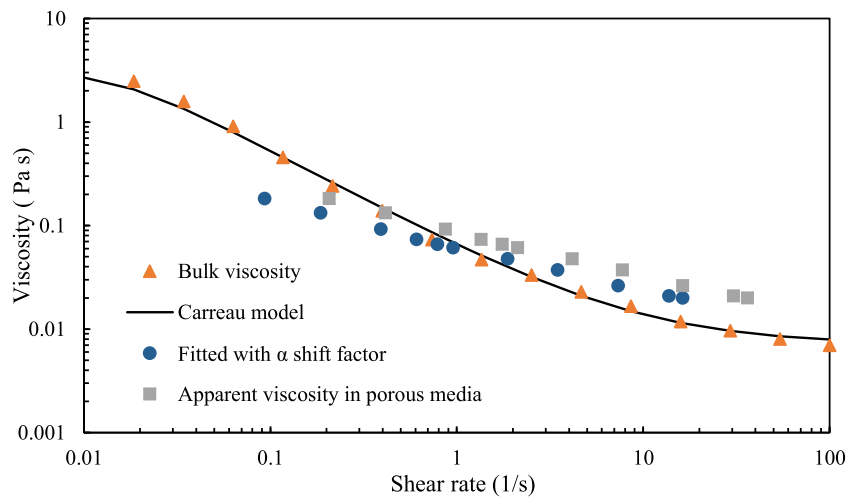 10
1
0.1
0.01
0.001
Viscosity ( Pa s)
Bulk viscosity
Carreau model
Fitted with α shift factor
Apparent viscosity in porous media
0.01 0.1 1 10 100
Shear rate (1/s)